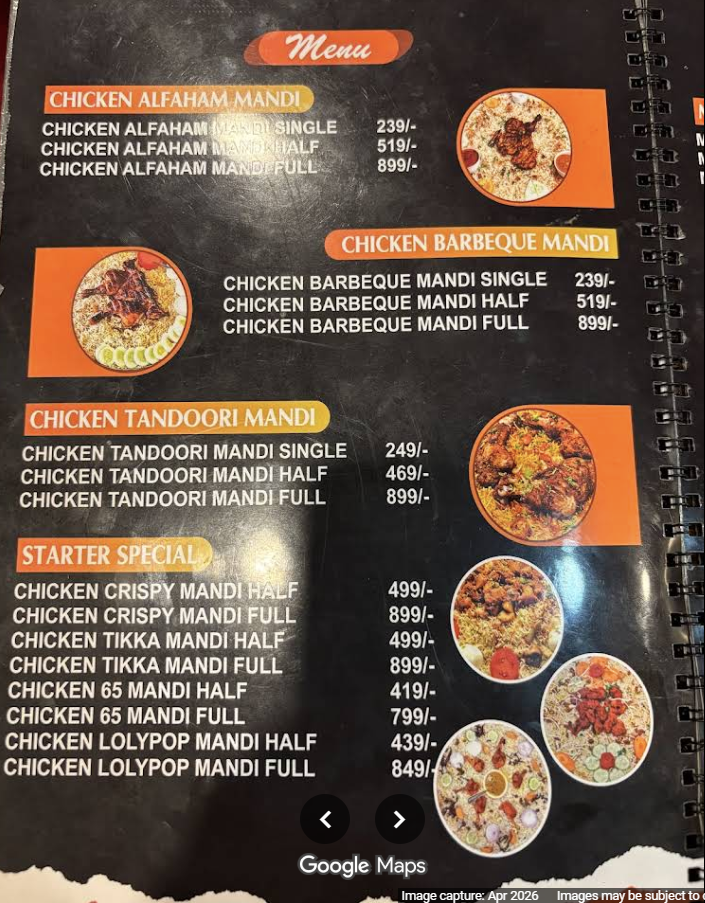 Menu
CHICKEN ALFAHAM MANDI
CHICKEN ALFAHAM MANDI SINGLE 239/-
CHICKEN ALFAHAM MANDI HALF 519/-
CHICKEN ALFAHAM MANDI FULL 899/-
CHICKEN BARBEQUE MANDI
CHICKEN BARBEQUE MANDI SINGLE 239/-
CHICKEN BARBEQUE MANDI HALF 519/-
CHICKEN BARBEQUE MANDI FULL 899/-
CHICKEN TANDOORI MANDI
CHICKEN TANDOORI MANDI SINGLE 249/-
CHICKEN TANDOORI MANDI HALF 469/-
CHICKEN TANDOORI MANDI FULL 899/-
STARTER SPECIAL
CHICKEN CRISPY MANDI HALF 499/-
CHICKEN CRISPY MANDI FULL 899/-
CHICKEN TIKKA MANDI HALF 499/-
CHICKEN TIKKA MANDI FULL 899/-
CHICKEN 65 MANDI HALF 419/-
CHICKEN 65 MANDI FULL 799/-
CHICKEN LOLYPOP MANDI HALF 439/-
CHICKEN LOLYPOP MANDI FULL 849/-
Google Maps
Image capture: Apr 2026 Images may be subject to